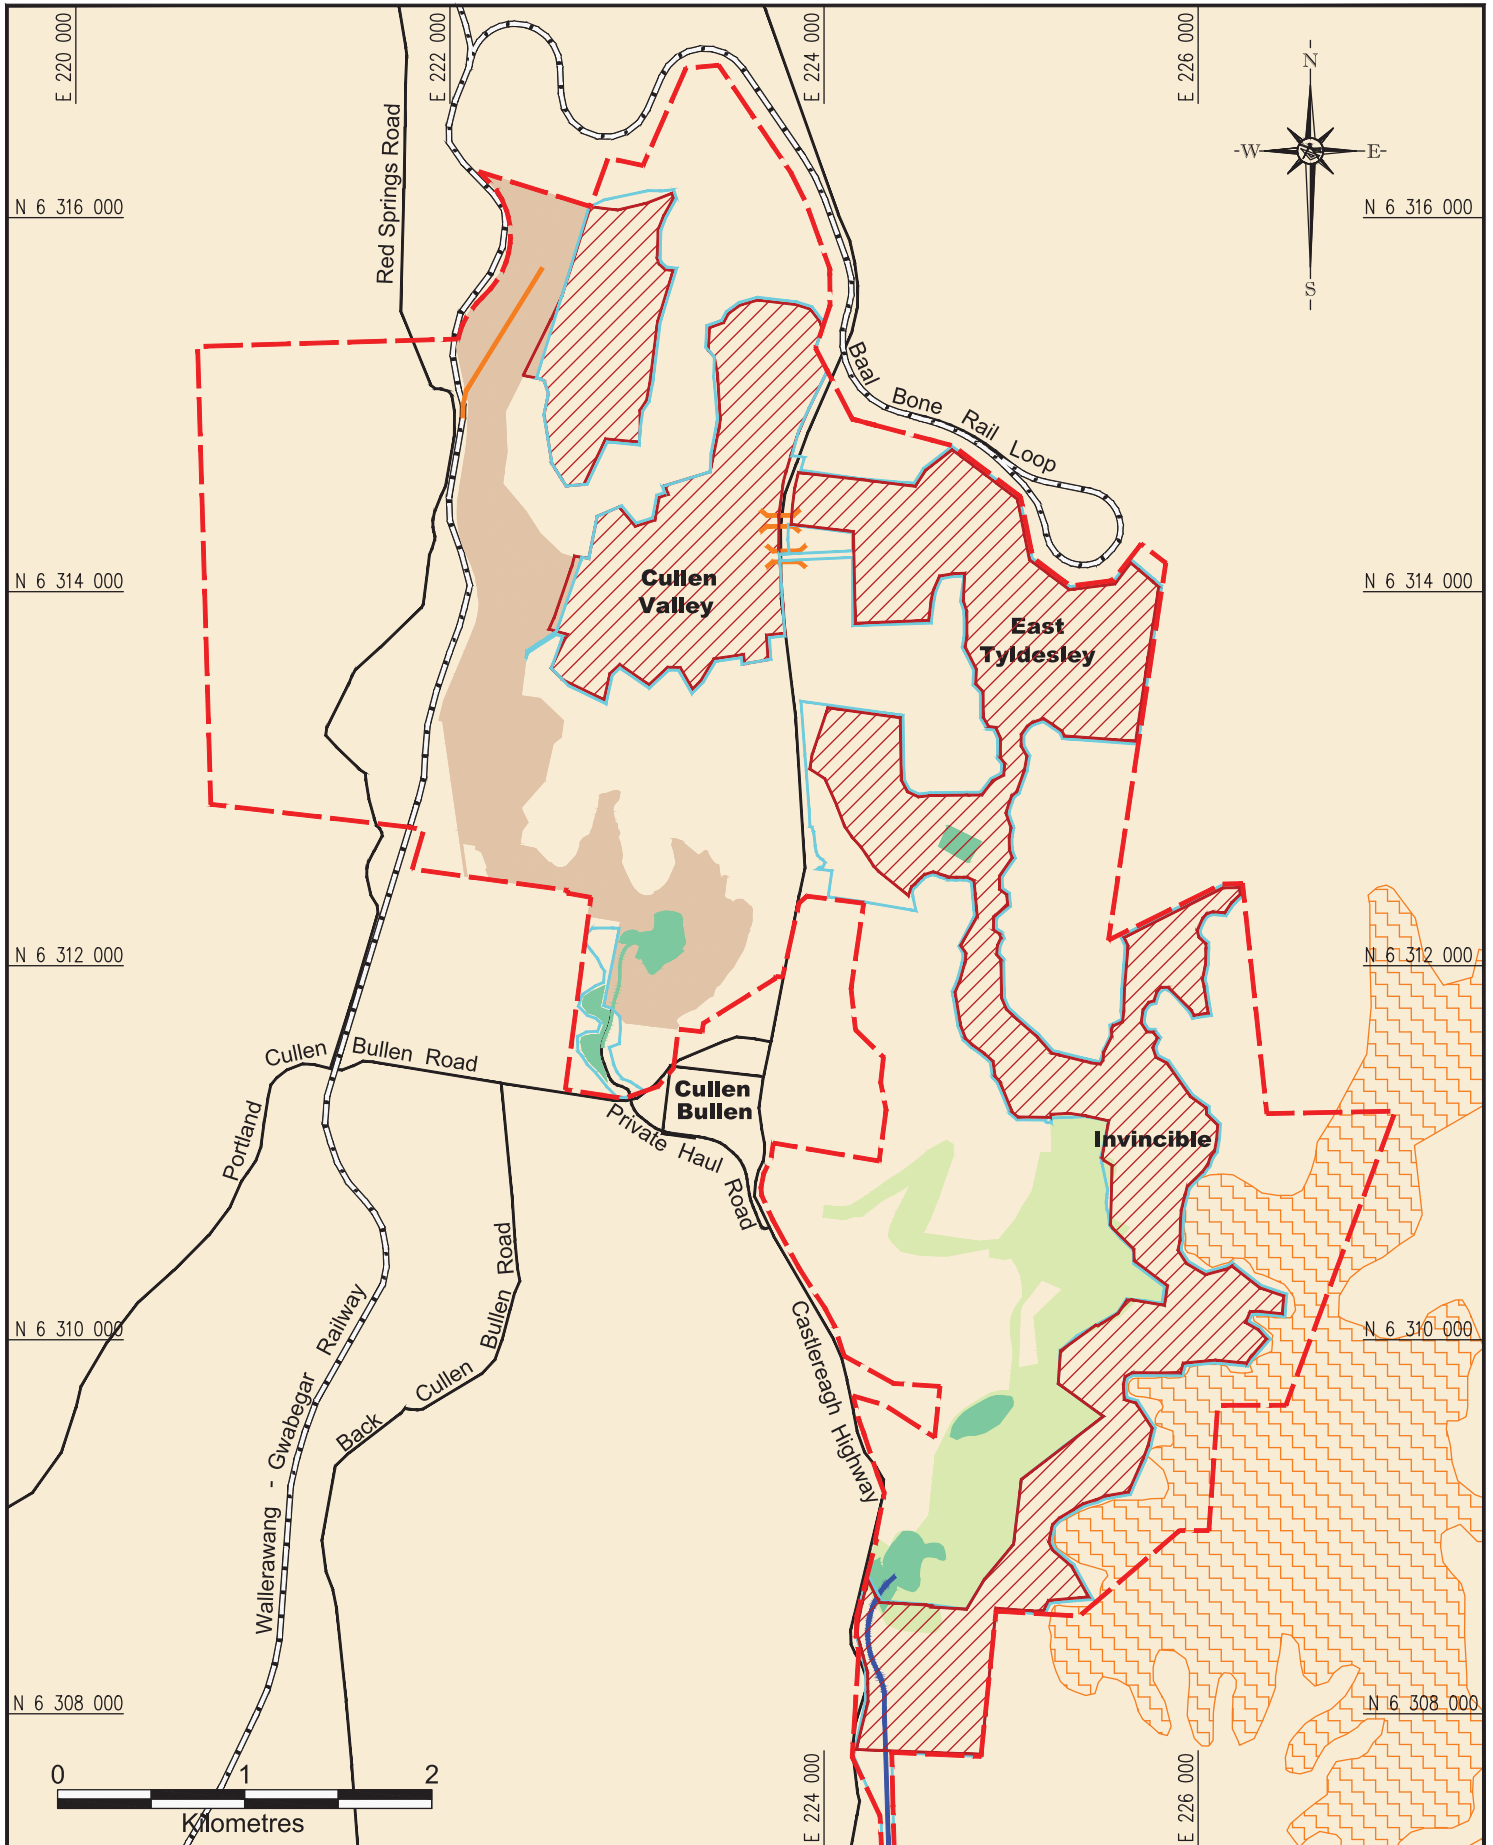 E 220 000
E 222 000
E 224 000
E 226 000
N
-W-
E-
S
Red Springs Road
N 6 316 000
N 6 316 000
Baal Bone Rail Loop
N 6 314 000
N 6 314 000
Cullen
Valley
East
Tyldesley
N 6 312 000
N 6 312 000
Cullen Bullen Road
Portland
Cullen
Bullen
Private Haul Road
Invincible
N 6 310 000
N 6 310 000
Back Cullen Bullen Road
Castlereagh Highway
Wallerawang - Gwabegar Railway
N 6 308 000
N 6 308 000
0 1 2
Kilometres
E 224 000
E 226 000